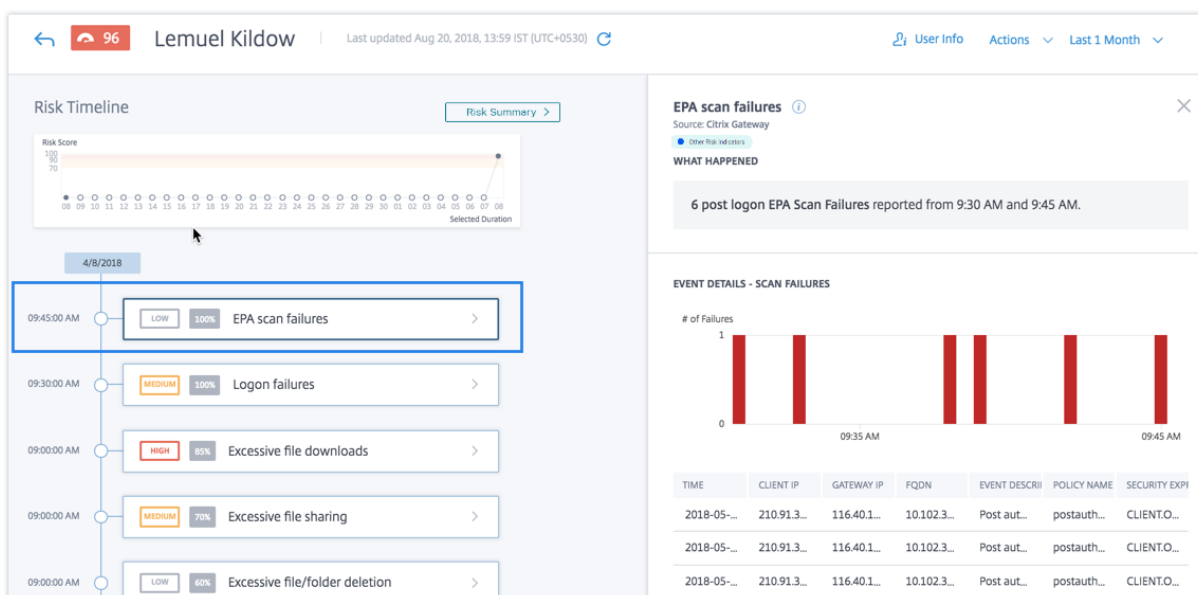 96 Lemuel Kildow Last updated Aug 20, 2018, 13:59 IST (UTC+0530) User Info Actions Last 1 Month
Risk Timeline
Risk Summary >
Risk Score
100
90
70
08 09 10 11 12 13 14 15 16 17 18 19 20 21 22 23 24 25 26 27 28 29 30 01 02 03 04 05 06 07 08
Selected Duration
4/8/2018
09:45:00 AM LOW 100% EPA scan failures
09:30:00 AM MEDIUM 100% Logon failures
09:00:00 AM HIGH 85% Excessive file downloads
09:00:00 AM MEDIUM 70% Excessive file sharing
09:00:00 AM LOW 60% Excessive file/folder deletion
EPA scan failures
Source: Citrix Gateway
Other Risk Indicators
WHAT HAPPENED
6 post logon EPA Scan Failures reported from 9:30 AM and 9:45 AM.
EVENT DETAILS - SCAN FAILURES
# of Failures
1
0
09:35 AM 09:45 AM
TIME CLIENT IP GATEWAY IP FQDN EVENT DESCRII POLICY NAME SECURITY EXPI
2018-05-... 210.91.3... 116.40.1... 10.102.3... Post aut... postauth... CLIENT.O...
2018-05-... 210.91.3... 116.40.1... 10.102.3... Post aut... postauth... CLIENT.O...
2018-05-... 210.91.3... 116.40.1... 10.102.3... Post aut... postauth... CLIENT.O...